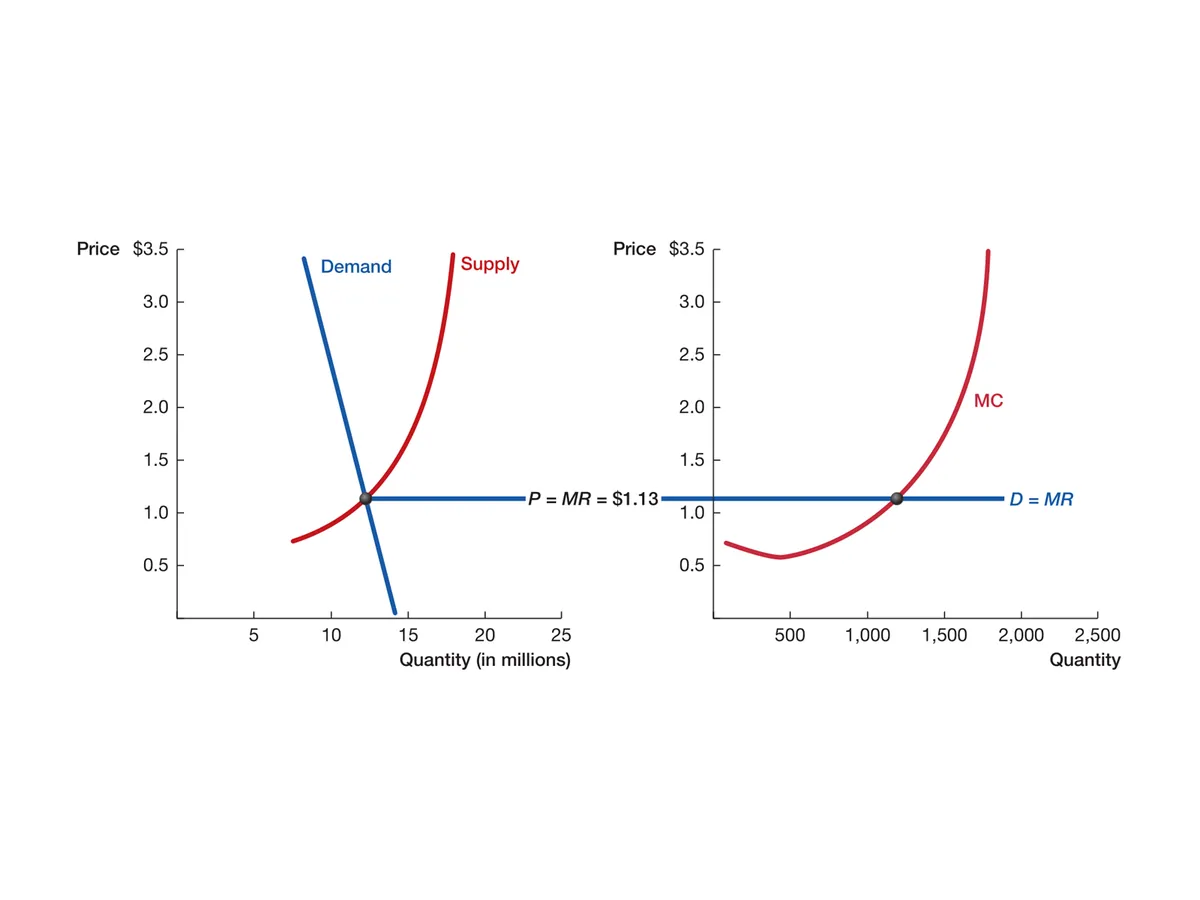 Price $3.5
3.0
2.5
2.0
1.5
1.0
0.5
Demand
Supply
5 10 15 20 25
Quantity (in millions)
P = MR = $1.13
Price $3.5
3.0
2.5
2.0
1.5
1.0
0.5
MC
D = MR
500 1,000 1,500 2,000 2,500
Quantity